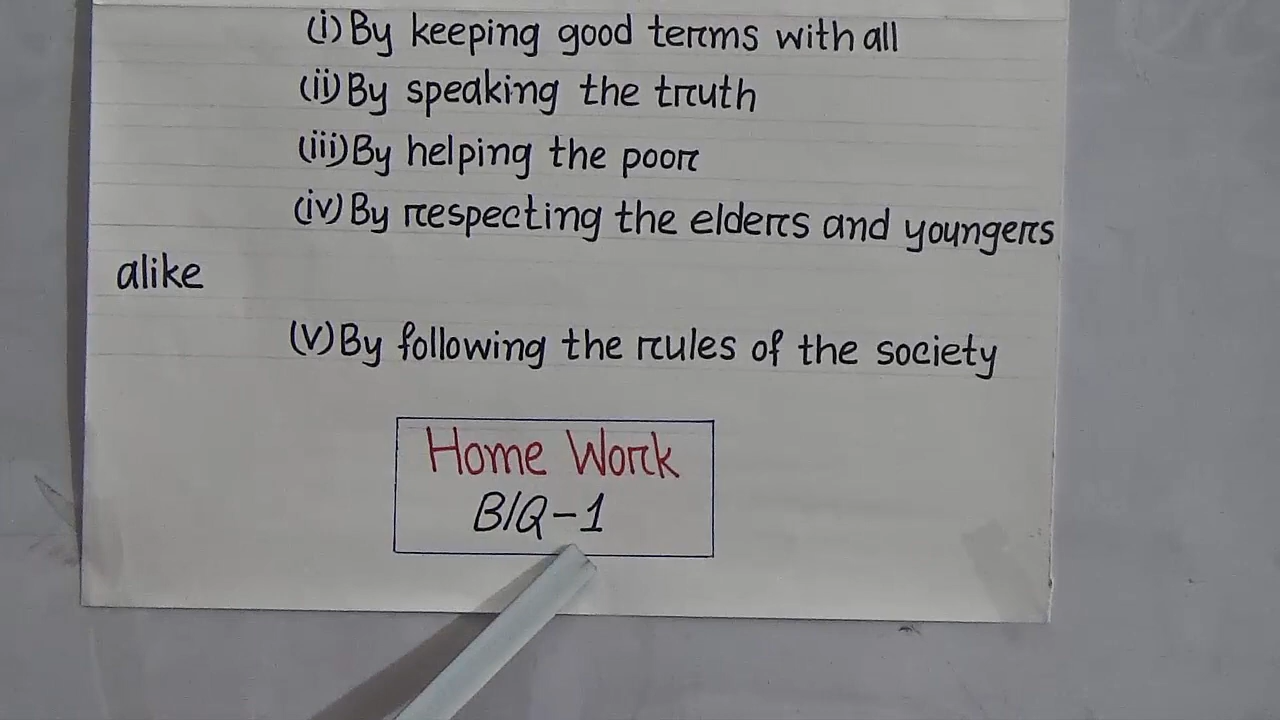 (i) By keeping good terms with all
(ii) By speaking the truth
(iii) By helping the poor
(iv) By respecting the elders and youngers
alike
(v) By following the rules of the society
Home Work
B/Q-1